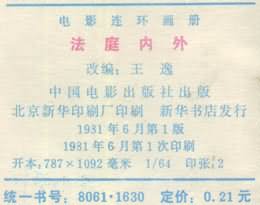 电影连环画册
法庭内外
改编：王逸
中国电影出版社出版
北京新华印刷厂印刷 新华书店发行
1981年6月第1版
1981年6月第1次印刷
开本：787×1092毫米 1/64 印张：2
统一书号：8061·1630 定价：0.21元